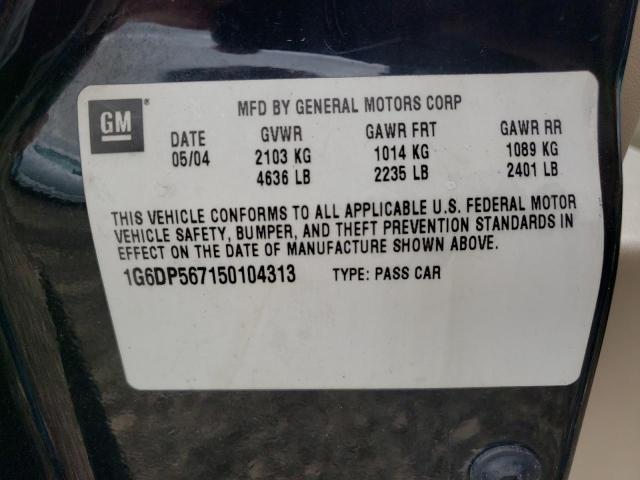 GM
MFD BY GENERAL MOTORS CORP
DATE GVWR GAWR FRT GAWR RR
05/04 2103 KG 1014 KG 1089 KG
4636 LB 2235 LB 2401 LB
THIS VEHICLE CONFORMS TO ALL APPLICABLE U.S. FEDERAL MOTOR
VEHICLE SAFETY, BUMPER, AND THEFT PREVENTION STANDARDS IN
EFFECT ON THE DATE OF MANUFACTURE SHOWN ABOVE.
1G6DP567150104313 TYPE: PASS CAR